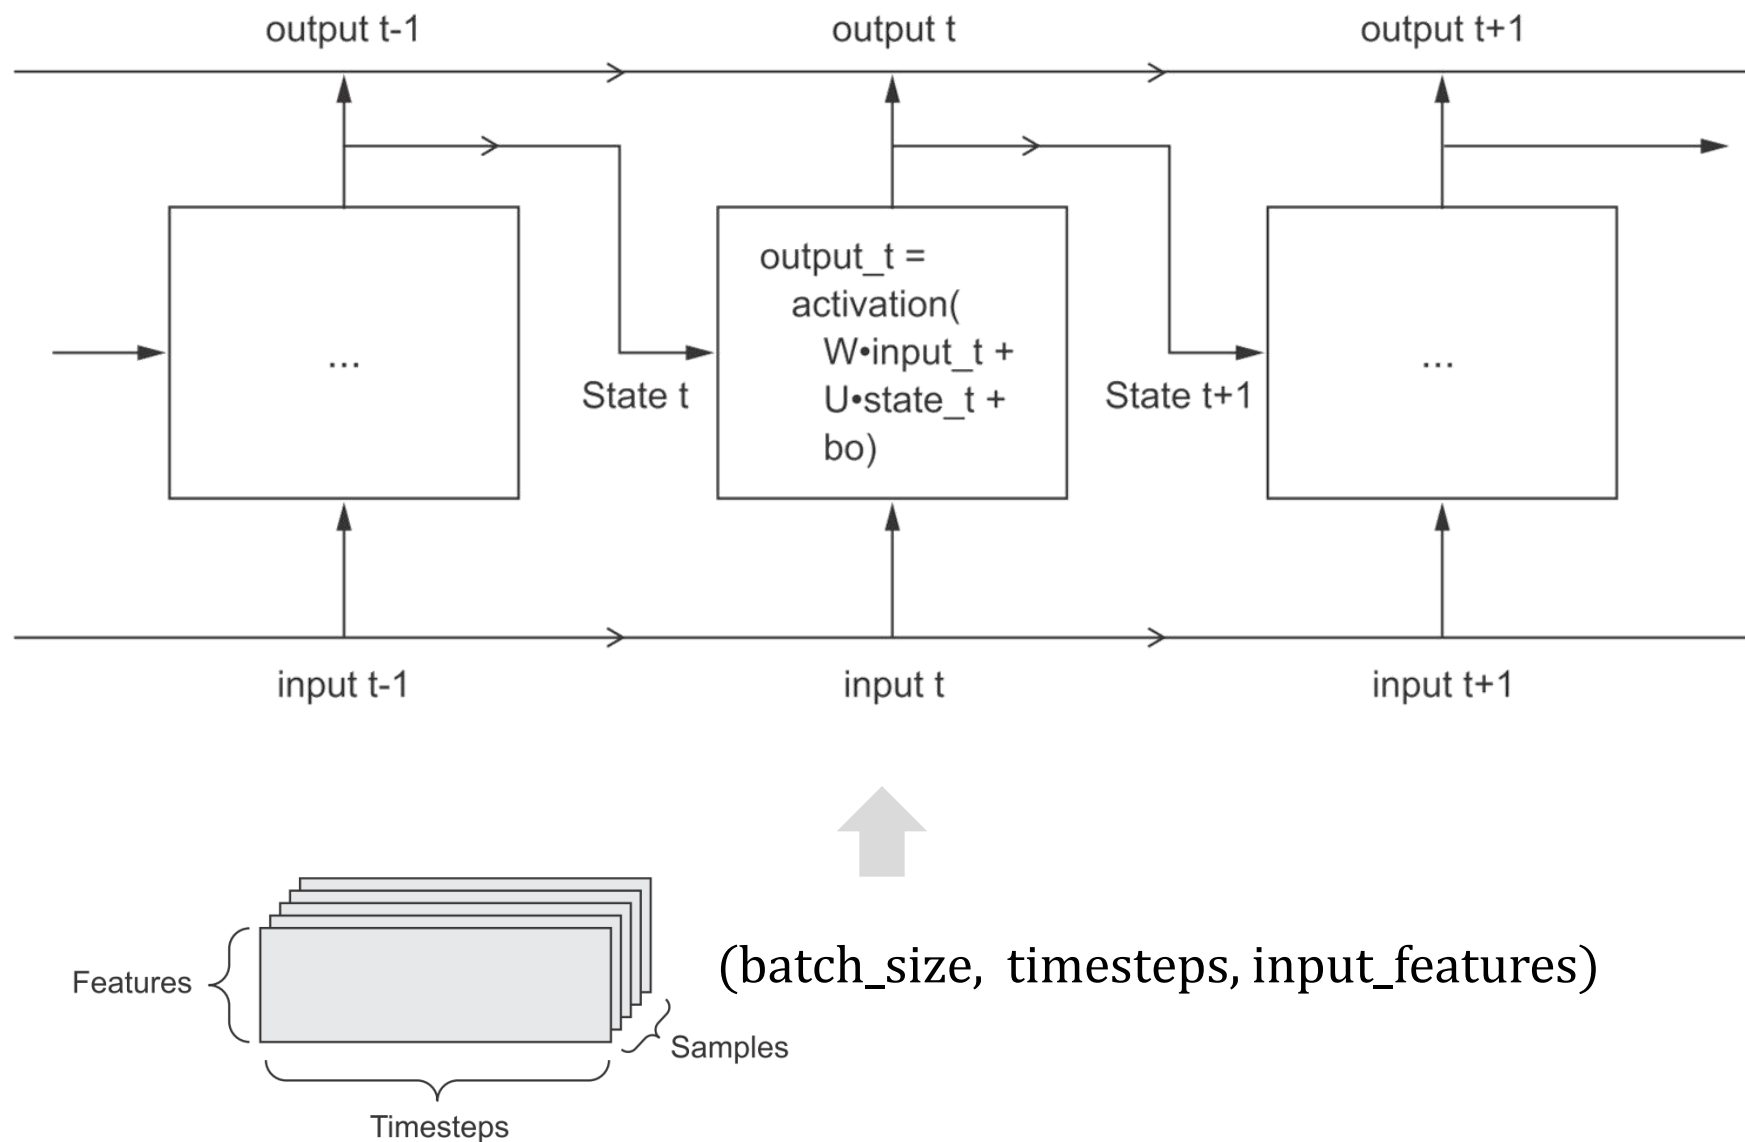 output t-1
output t
output t+1
...
output_t =
activation(
W•input_t +
U•state_t +
bo)
...
State t
State t+1
input t-1
input t
input t+1
Features
(batch_size, timesteps, input_features)
Samples
Timesteps